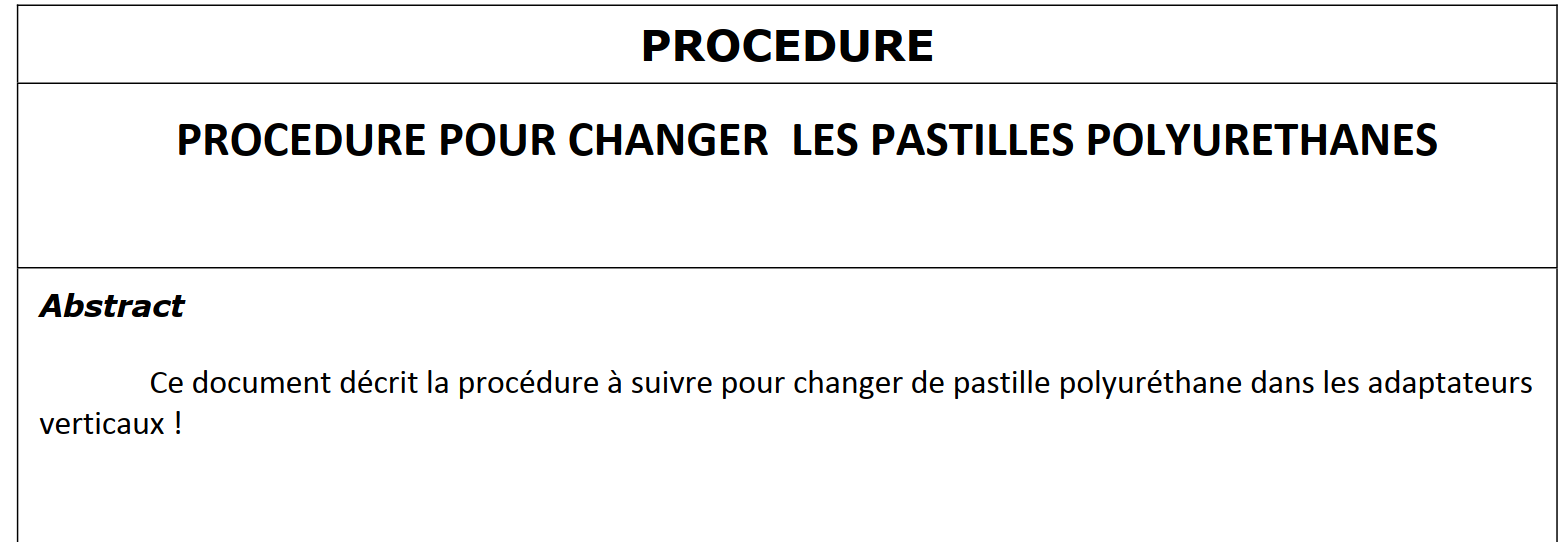 PROCEDURE
PROCEDURE POUR CHANGER  LES PASTILLES POLYURETHANES
Abstract
Ce document décrit la procédure à suivre pour changer de pastille polyuréthane dans les adaptateurs
verticaux !